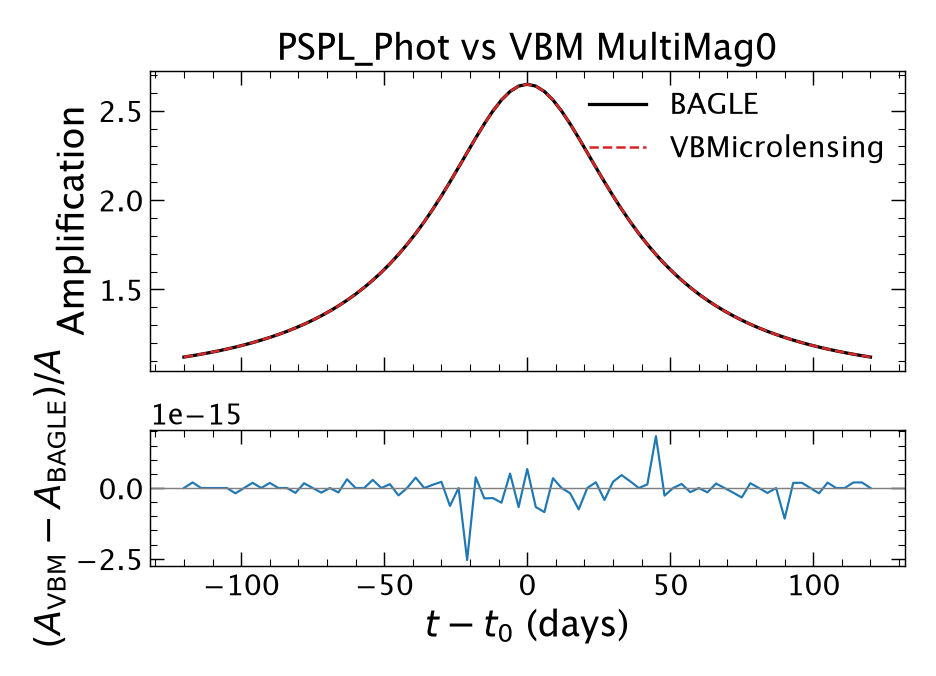 PSPL_Phot vs VBM MultiMag0
Amplification
2.5
2.0
1.5
BAGLE
VBMicrolensing
(A_VBM − A_BAGLE)/A
1e−15
0.0
−2.5
−100
−50
0
50
100
t − t_0 (days)